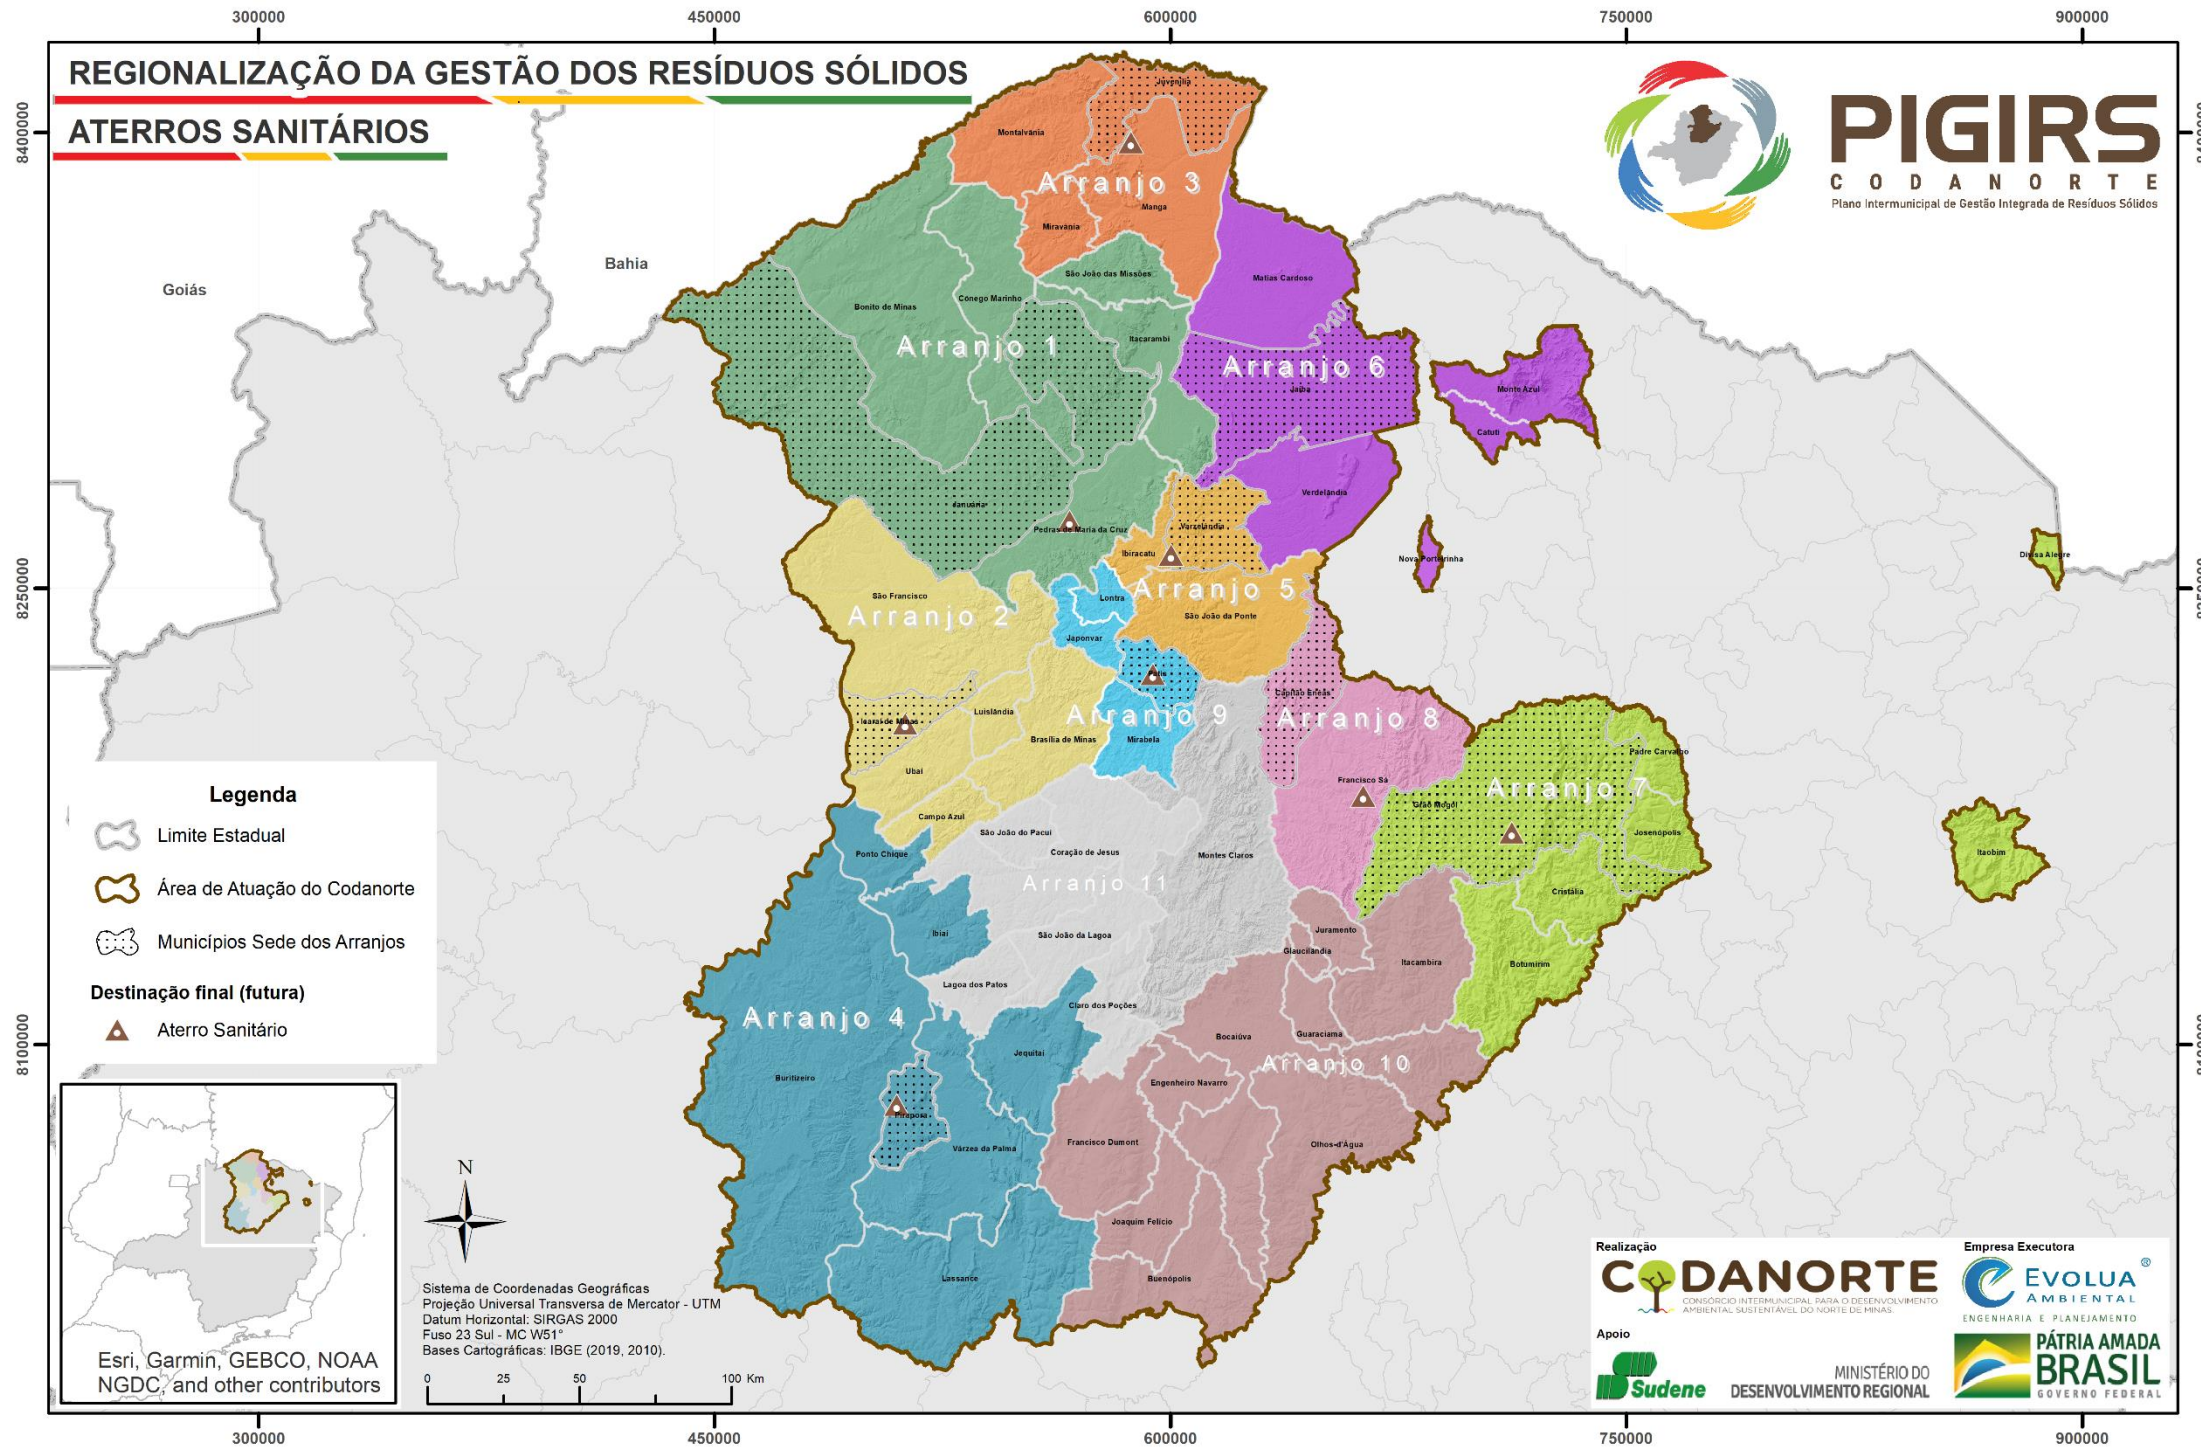 300000
450000
600000
750000
900000
REGIONALIZAÇÃO DA GESTÃO DOS RESÍDUOS SÓLIDOS
ATERROS SANITÁRIOS
PIGIRS
CODANORTE
Plano Intermunicipal de Gestão Integrada de Resíduos Sólidos
8400000
8250000
8100000
Goiás
Bahia
Juvenília
Montalvânia
Arranjo 3
Manga
Miravânia
São João das Missões
Matias Cardoso
Cônego Marinho
Bonito de Minas
Itacarambi
Arranjo 1
Arranjo 6
Jaíba
Monte Azul
Catuti
Verdelândia
Januária
Pedras de Maria da Cruz
Varzelândia
Ibiracatu
Nova Porteirinha
Divisa Alegre
Arranjo 5
São Francisco
Lontra
Arranjo 2
São João da Ponte
Japonvar
Patis
Capitão Enéas
Luislândia
Icaraí de Minas
Arranjo 9
Arranjo 8
Brasília de Minas
Mirabela
Padre Carvalho
Ubaí
Francisco Sá
Arranjo 7
Grão Mogol
Campo Azul
São João do Pacuí
Josenópolis
Ponto Chique
Coração de Jesus
Montes Claros
Itaobim
Arranjo 11
Cristália
Ibiaí
São João da Lagoa
Juramento
Glaucilândia
Itacambira
Botumirim
Lagoa dos Patos
Claro dos Poções
Arranjo 4
Bocaiúva
Guaraciama
Jequitaí
Arranjo 10
Buritizeiro
Engenheiro Navarro
Pirapora
Várzea da Palma
Francisco Dumont
Olhos-d'Água
Joaquim Felício
Lassance
Buenópolis
Legenda
Limite Estadual
Área de Atuação do Codanorte
Municípios Sede dos Arranjos
Destinação final (futura)
Aterro Sanitário
Esri, Garmin, GEBCO, NOAA
NGDC, and other contributors
N
Sistema de Coordenadas Geográficas
Projeção Universal Transversa de Mercator - UTM
Datum Horizontal: SIRGAS 2000
Fuso 23 Sul - MC W51°
Bases Cartográficas: IBGE (2019, 2010).
0 25 50 100 Km
Realização
CODANORTE
CONSÓRCIO INTERMUNICIPAL PARA O DESENVOLVIMENTO
AMBIENTAL SUSTENTÁVEL DO NORTE DE MINAS
Empresa Executora
EVOLUA
AMBIENTAL
®
ENGENHARIA E PLANEJAMENTO
Apoio
Sudene
MINISTÉRIO DO
DESENVOLVIMENTO REGIONAL
PÁTRIA AMADA
BRASIL
GOVERNO FEDERAL
300000
450000
600000
750000
900000